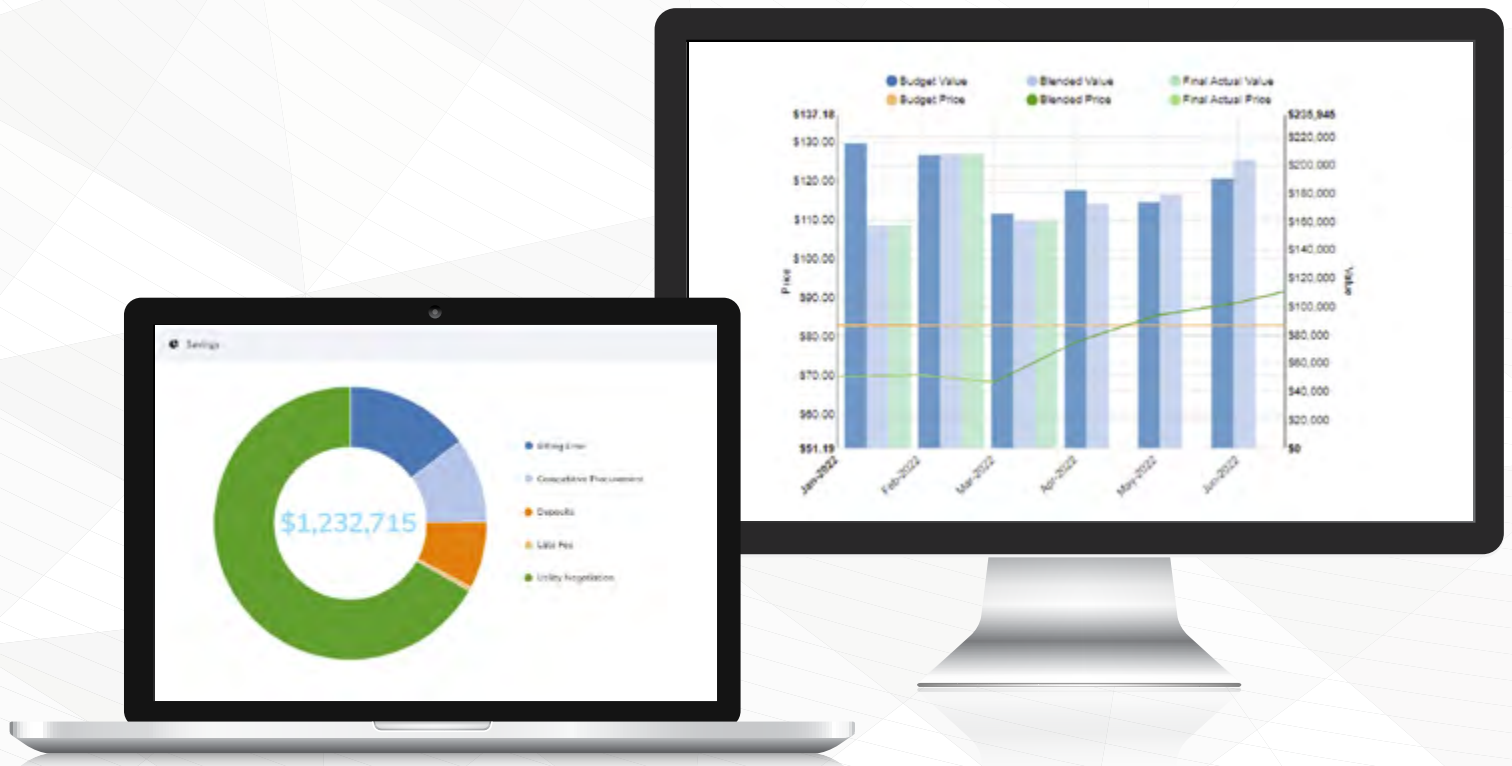 Savings
$1,232,715
Billing Error
Competitive Procurement
Deposits
Late Fee
Utility Negotiation
Budget Value
Blended Value
Final Actual Value
Budget Price
Blended Price
Final Actual Price
$137.18
$130.00
$120.00
$110.00
$100.00
$90.00
$80.00
$70.00
$60.00
$51.19
Price
$235,945
$220,000
$200,000
$180,000
$160,000
$140,000
$120,000
$100,000
$80,000
$60,000
$40,000
$20,000
$0
Value
Jan-2022
Feb-2022
Mar-2022
Apr-2022
May-2022
Jun-2022